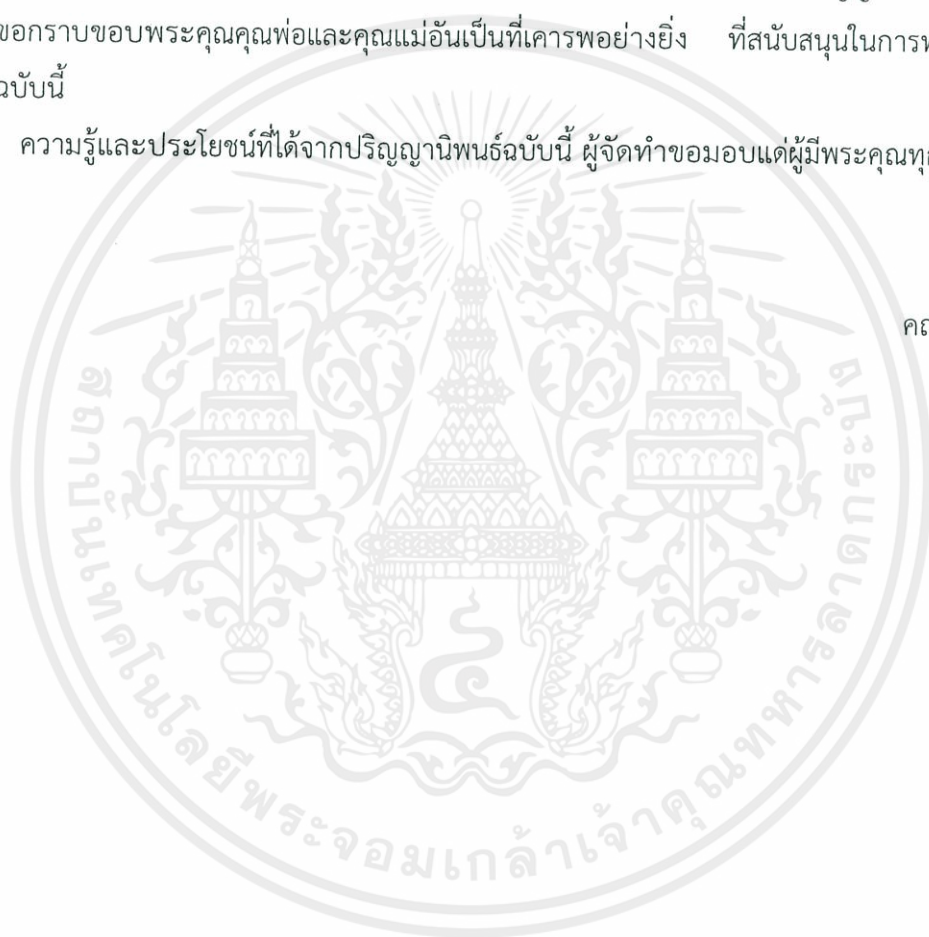 ขอกราบขอบพระคุณคุณพ่อและคุณแม่อันเป็นที่เคารพอย่างยิ่ง ที่สนับสนุนในการ
ฉบับนี้
ความรู้และประโยชน์ที่ได้จากปริญญานิพนธ์ฉบับนี้ ผู้จัดทำขอมอบแด่ผู้มีพระคุณ
สถาบันเทคโนโลยีพระจอมเกล้าเจ้าคุณทหารลาดกระบัง
๔